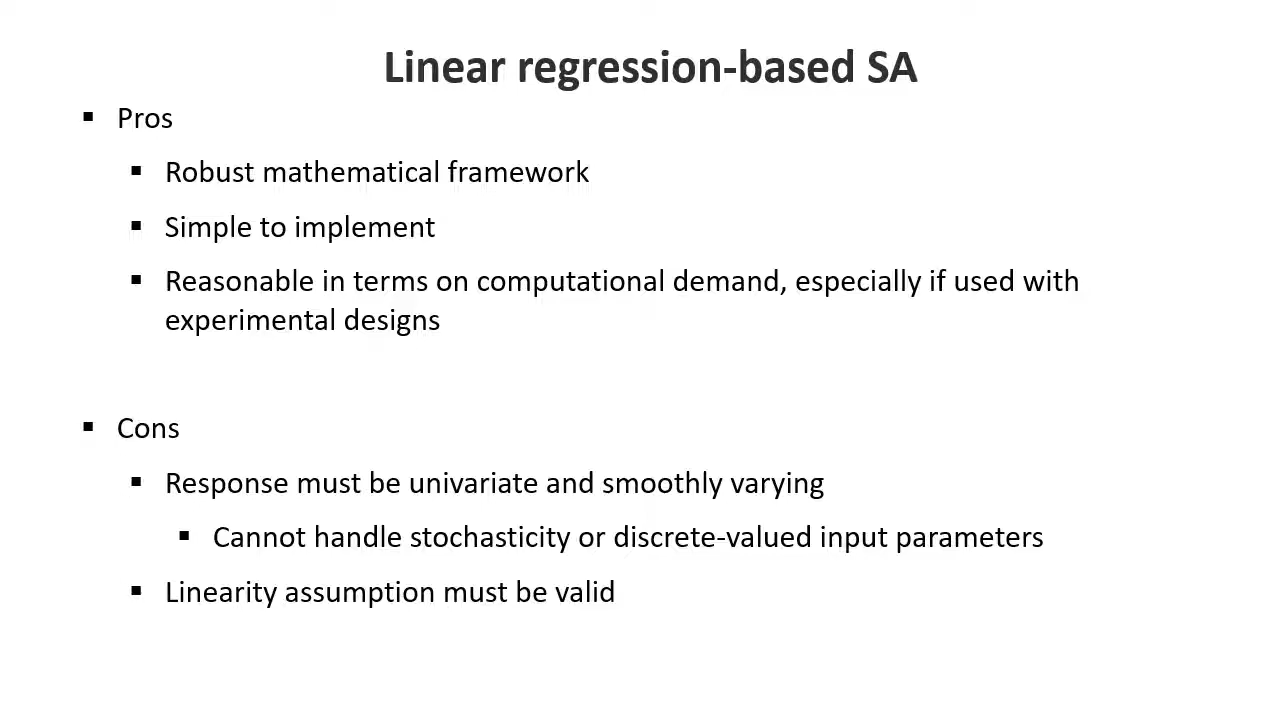 Linear regression-based SA
▪ Pros
▪ Robust mathematical framework
▪ Simple to implement
▪ Reasonable in terms on computational demand, especially if used with
experimental designs
▪ Cons
▪ Response must be univariate and smoothly varying
▪ Cannot handle stochasticity or discrete-valued input parameters
▪ Linearity assumption must be valid